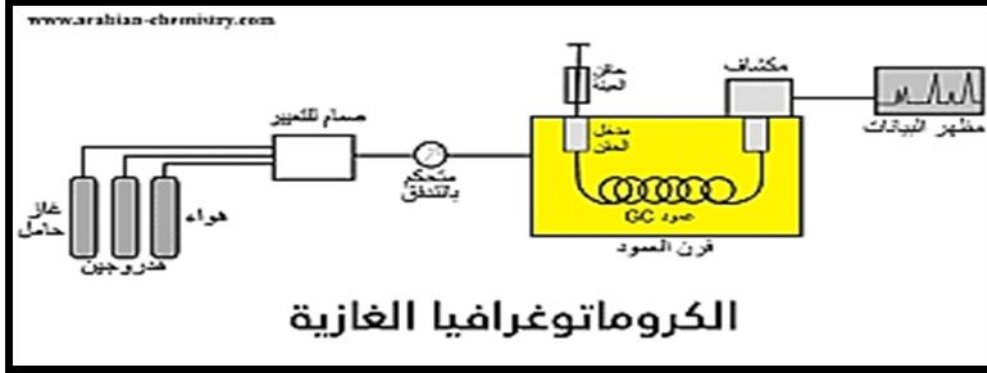 www.arabian-chemistry.com
حاقن
العينة
مكشاف
صمام للتعيير
مدخل
الحقن
مظهر البيانات
متحكم
بالتدفق
غاز
حامل
هواء
هدروجين
عمود GC
فرن العمود
الكروماتوغرافيا الغازية